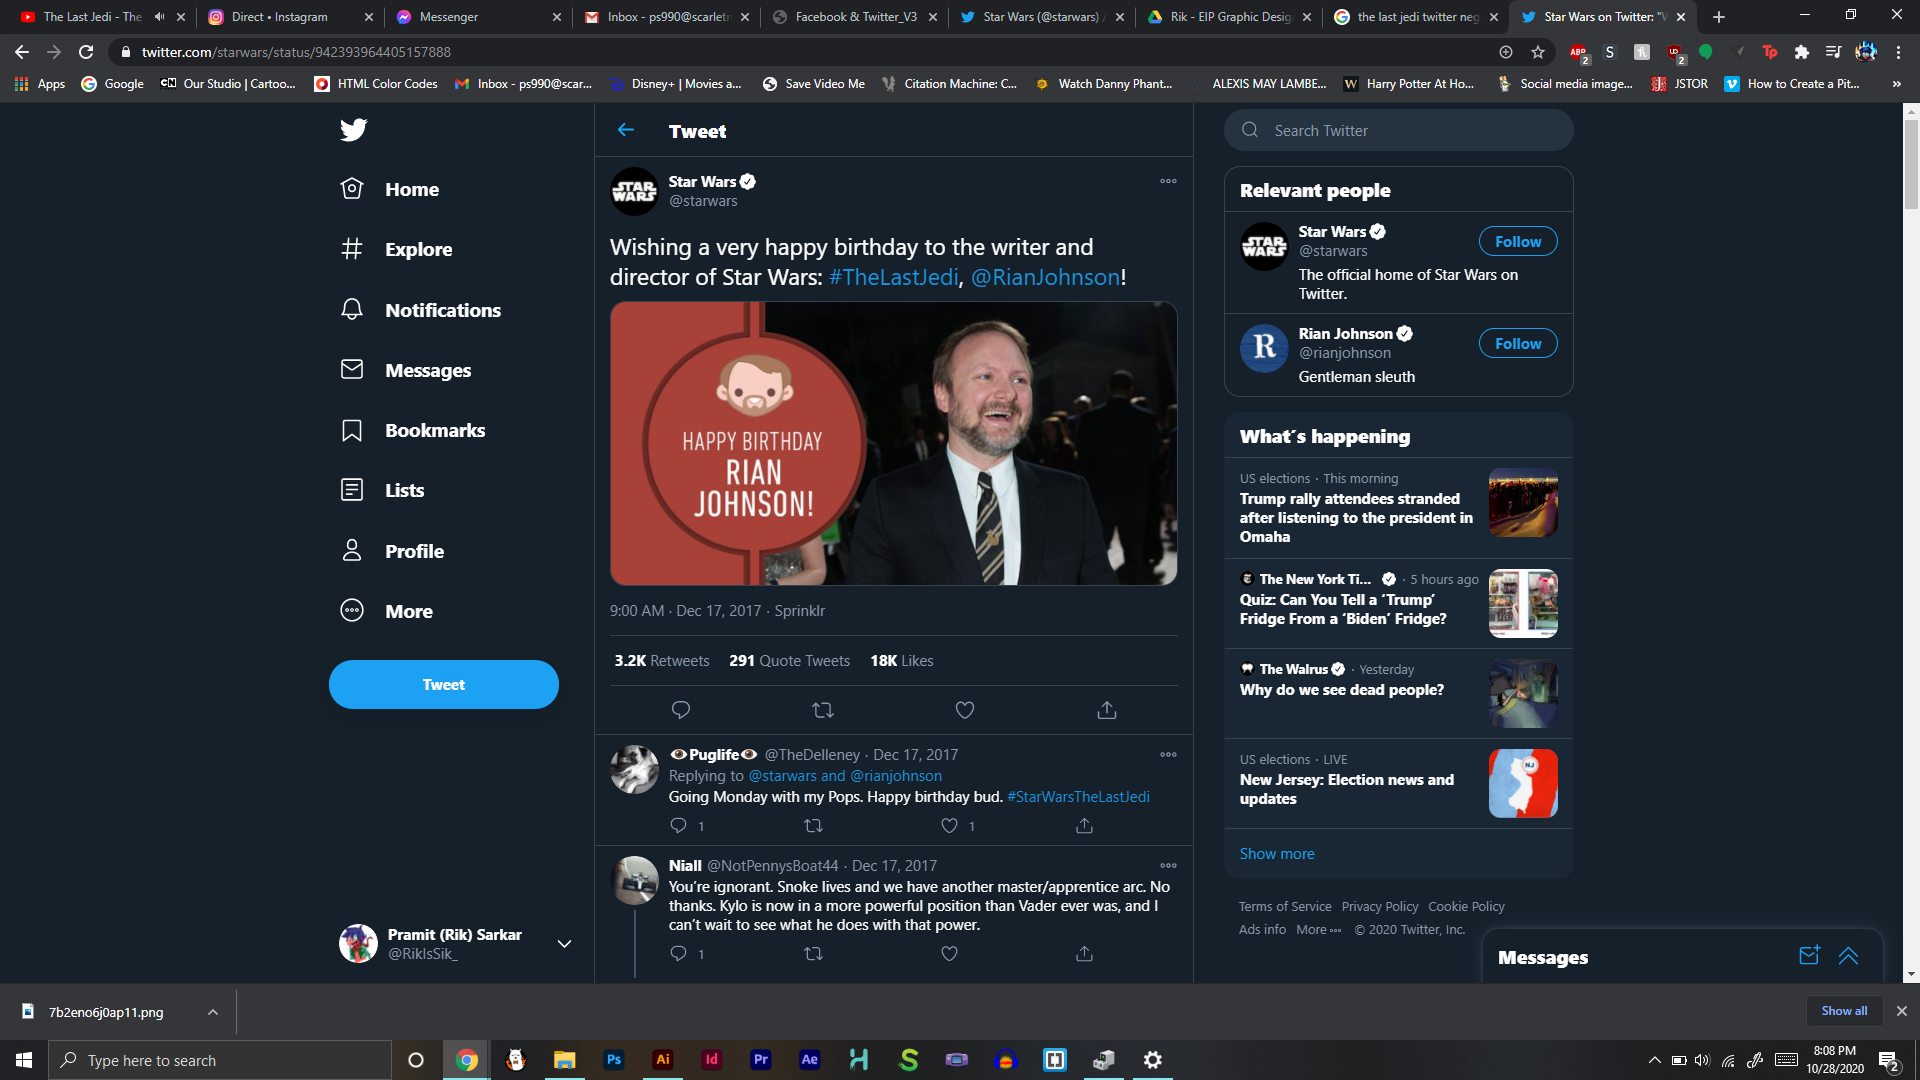 The Last Jedi - The
Direct • Instagram
Messenger
Inbox - ps990@scarletm
Facebook & Twitter_V3
Star Wars (@starwars) /
Rik - EIP Graphic Desig
the last jedi twitter neg
Star Wars on Twitter: "W
twitter.com/starwars/status/942393964405157888
Apps
Google
Our Studio | Cartoo...
HTML Color Codes
Inbox - ps990@scar...
Disney+ | Movies a...
Save Video Me
Citation Machine: C...
Watch Danny Phant...
ALEXIS MAY LAMBE...
Harry Potter At Ho...
Social media image...
JSTOR
How to Create a Pit...
Home
Explore
Notifications
Messages
Bookmarks
Lists
Profile
More
Tweet
Pramit (Rik) Sarkar
@RikIsSik_
Tweet
STAR WARS
Star Wars
@starwars
Wishing a very happy birthday to the writer and
director of Star Wars: #TheLastJedi, @RianJohnson!
HAPPY BIRTHDAY
RIAN
JOHNSON!
9:00 AM · Dec 17, 2017 · Sprinklr
3.2K Retweets 291 Quote Tweets 18K Likes
Puglife @TheDelleney · Dec 17, 2017
Replying to @starwars and @rianjohnson
Going Monday with my Pops. Happy birthday bud. #StarWarsTheLastJedi
1 1
Niall @NotPennysBoat44 · Dec 17, 2017
You're ignorant. Snoke lives and we have another master/apprentice arc. No
thanks. Kylo is now in a more powerful position than Vader ever was, and I
can't wait to see what he does with that power.
1
Search Twitter
Relevant people
STAR WARS
Star Wars
@starwars
Follow
The official home of Star Wars on
Twitter.
R
Rian Johnson
@rianjohnson
Follow
Gentleman sleuth
What's happening
US elections · This morning
Trump rally attendees stranded
after listening to the president in
Omaha
The New York Ti... · 5 hours ago
Quiz: Can You Tell a 'Trump'
Fridge From a 'Biden' Fridge?
The Walrus · Yesterday
Why do we see dead people?
US elections · LIVE
New Jersey: Election news and
updates
NJ
Show more
Terms of Service Privacy Policy Cookie Policy
Ads info More © 2020 Twitter, Inc.
Messages
7b2eno6j0ap11.png
Show all
Type here to search
Ps
Ai
Id
Pr
Ae
8:08 PM
10/28/2020
2